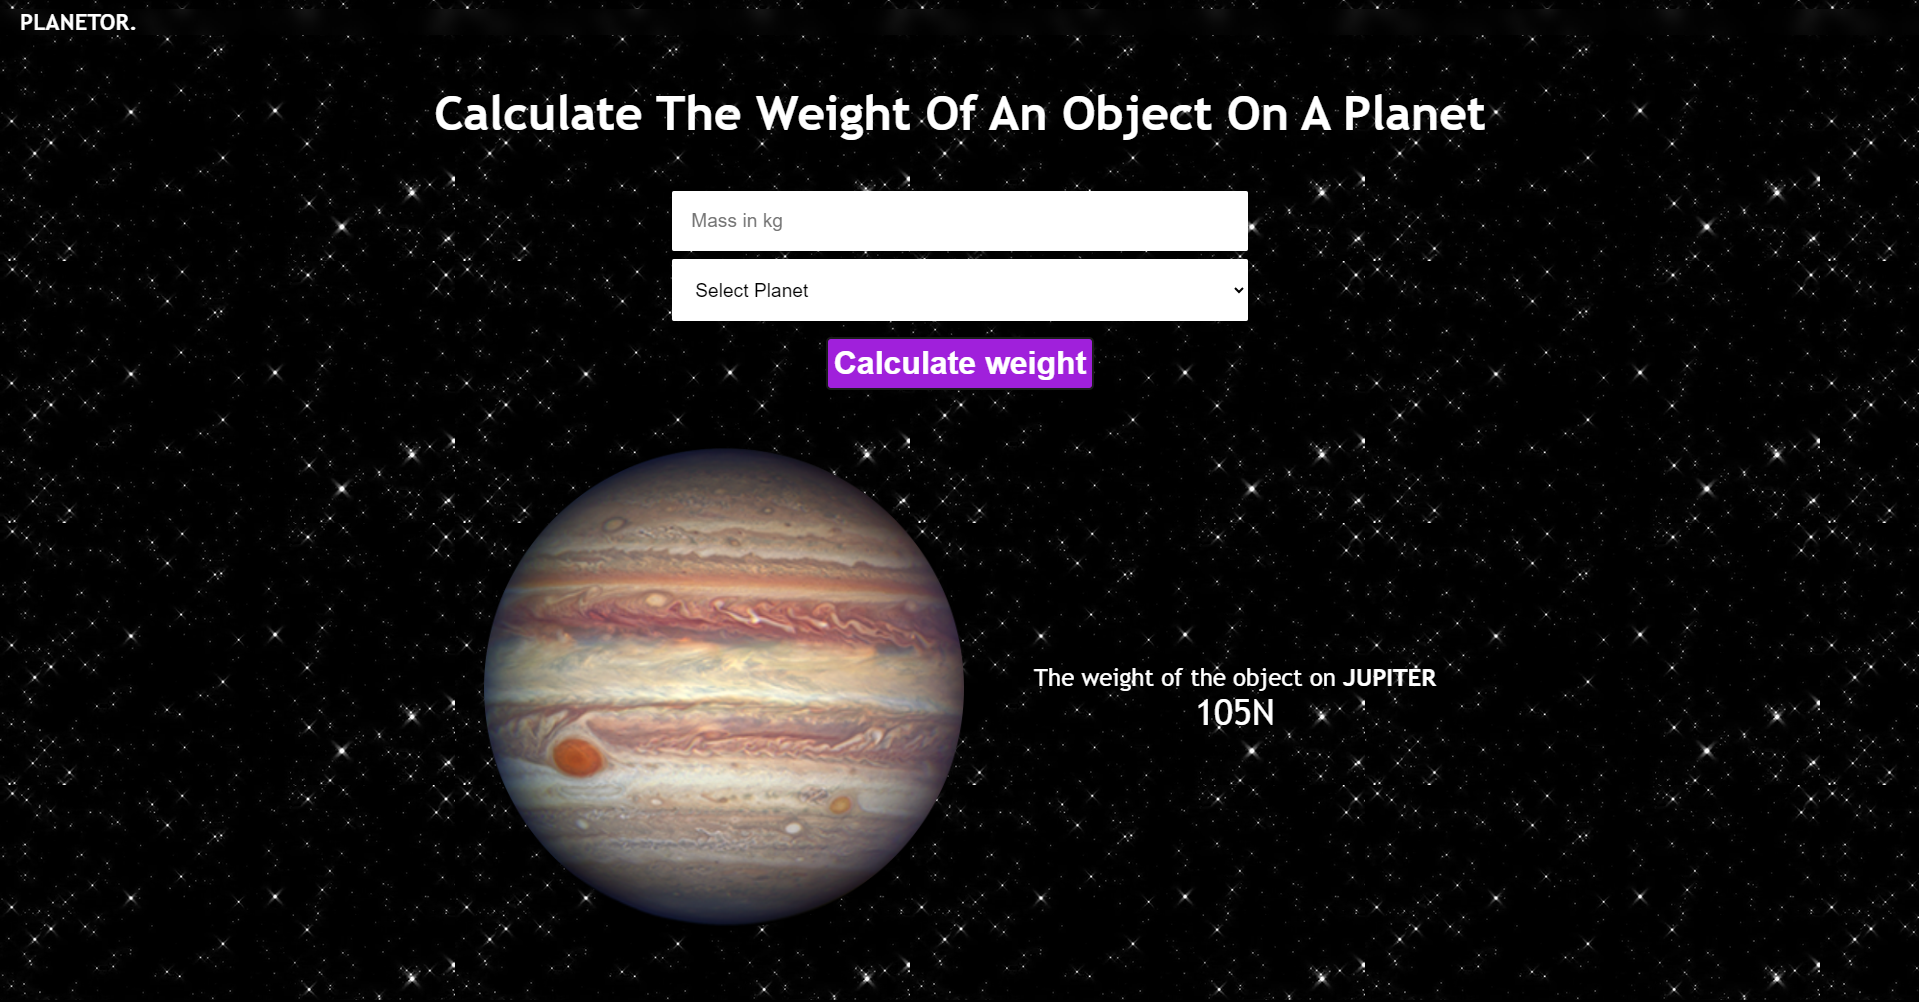 PLANETOR.
Calculate The Weight Of An Object On A Planet
Mass in kg
Select Planet
Calculate weight
The weight of the object on JUPITER
105N